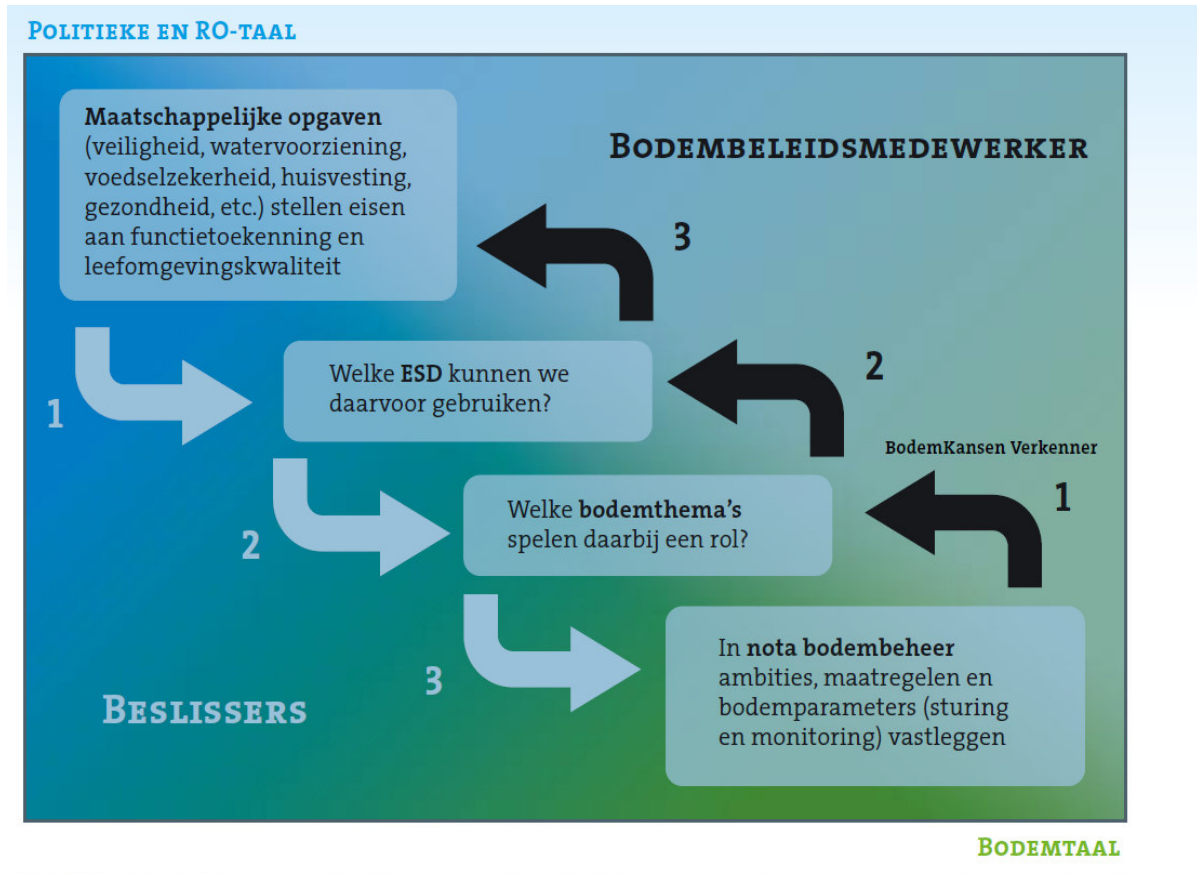 POLITIEKE EN RO-TAAL
Maatschappelijke opgaven
(veiligheid, watervoorziening,
voedselzekerheid, huisvesting,
gezondheid, etc.) stellen eisen
aan functietoekenning en
leefomgevingskwaliteit
BODEMBELEIDSMEDEWERKER
3
1
Welke ESD kunnen we
daarvoor gebruiken?
2
BodemKansen Verkenner
1
2
Welke bodemthema's
spelen daarbij een rol?
3
In nota bodembeheer
ambities, maatregelen en
bodemparameters (sturing
en monitoring) vastleggen
BESLISSERS
BODEMTAAL